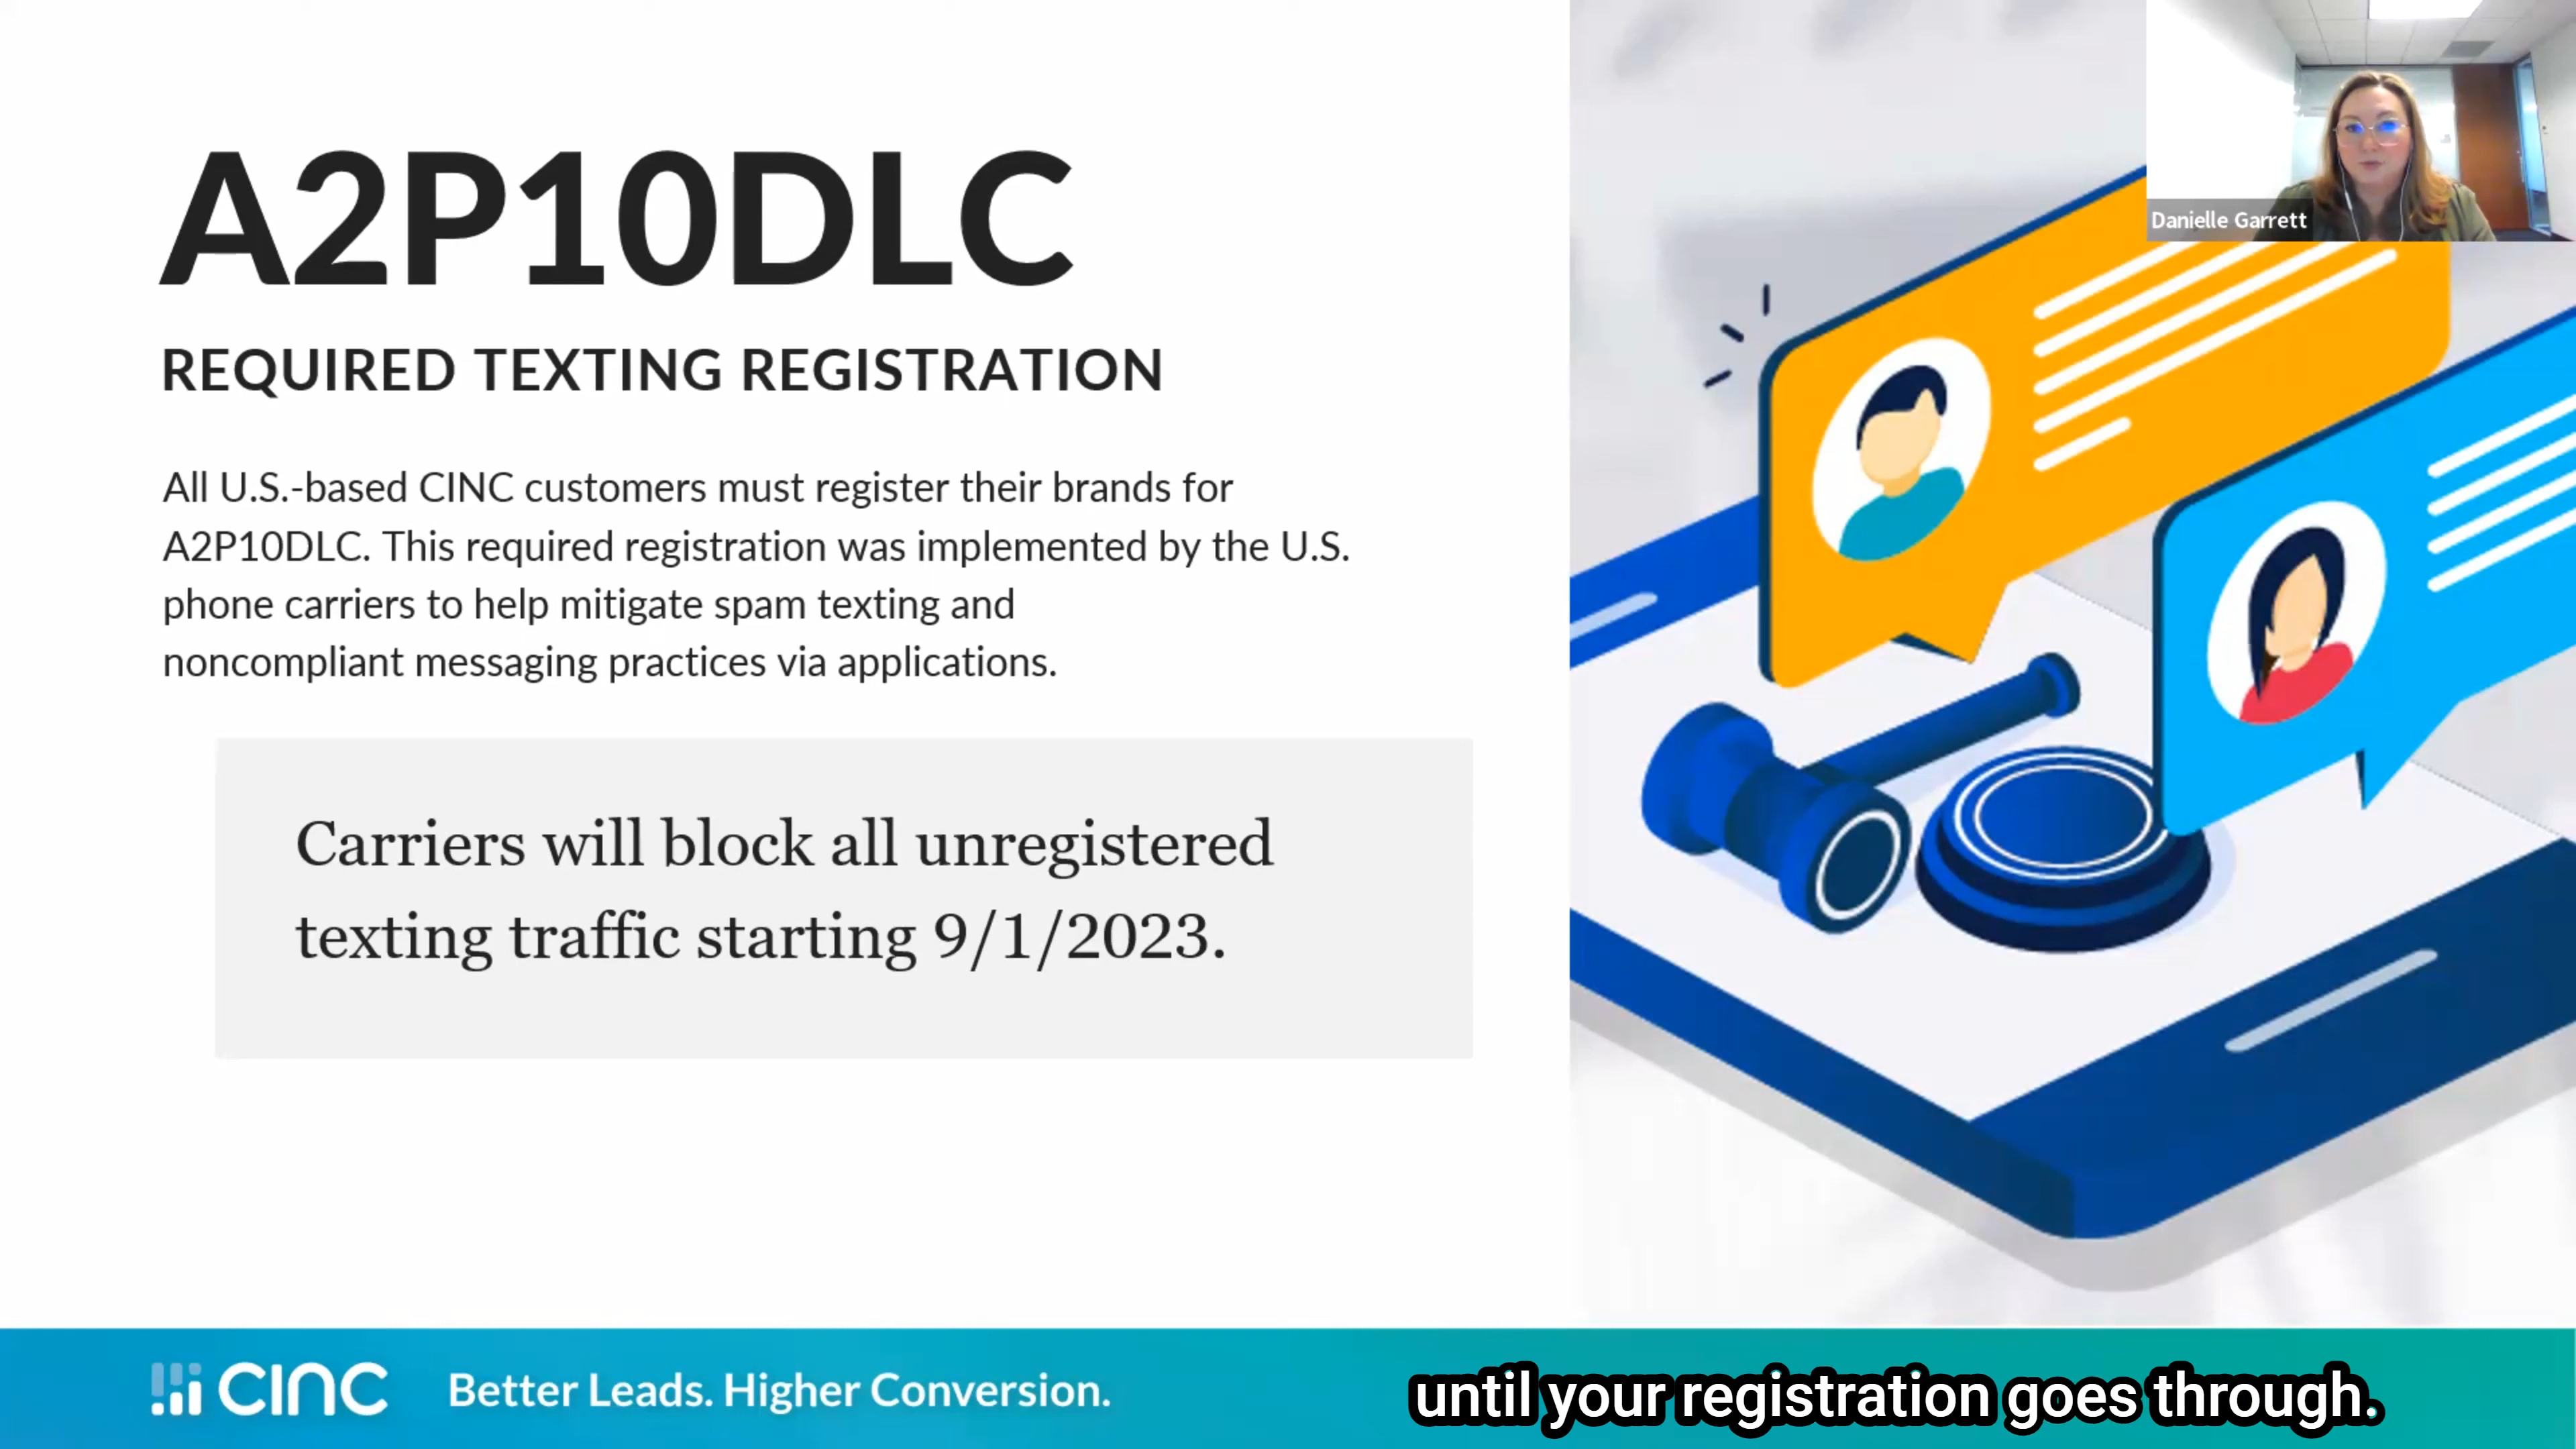 A2P10DLC
REQUIRED TEXTING REGISTRATION
All U.S.-based CINC customers must register their brands for
A2P10DLC. This required registration was implemented by the U.S.
phone carriers to help mitigate spam texting and
noncompliant messaging practices via applications.
Carriers will block all unregistered
texting traffic starting 9/1/2023.
Danielle Garrett
CINC
Better Leads. Higher Conversion.
until your registration goes through.